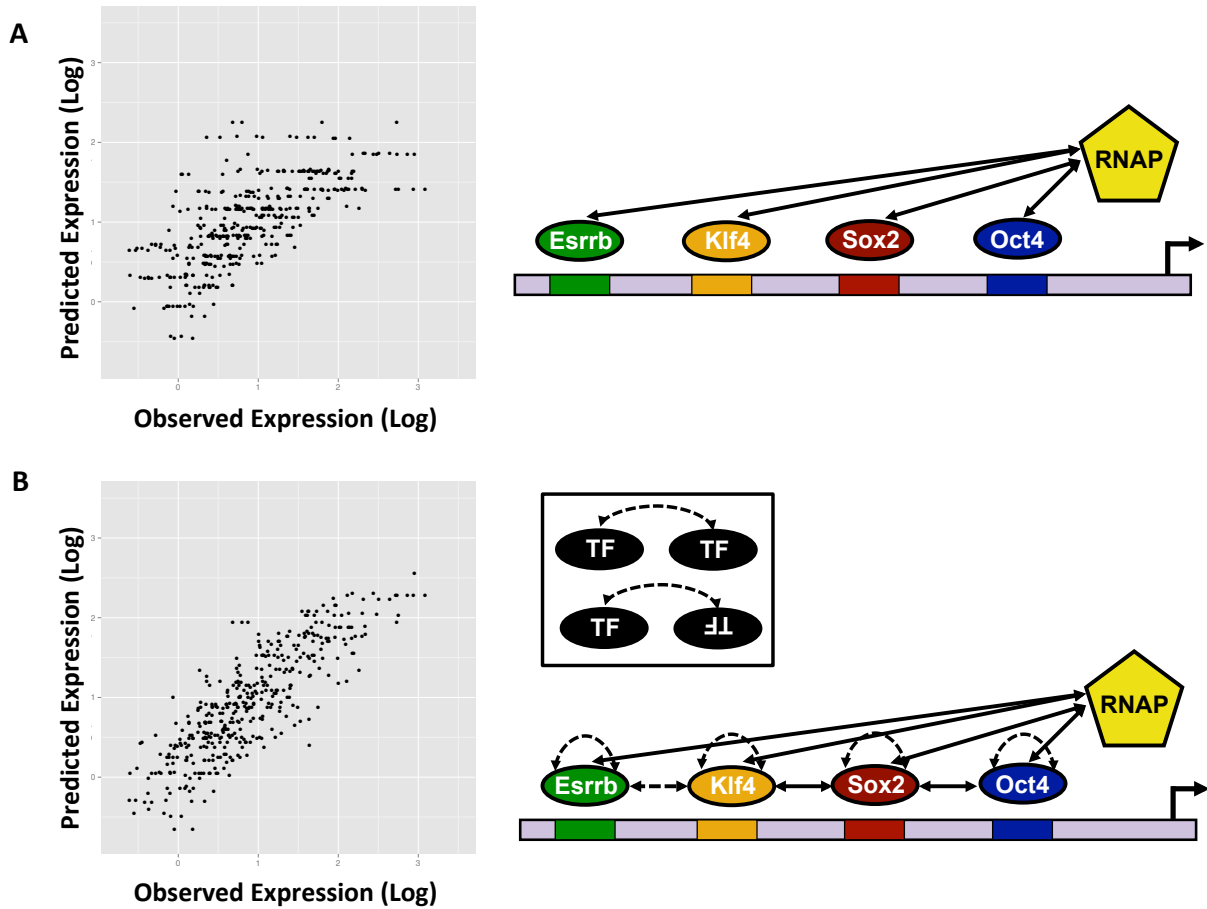 A
Predicted Expression (Log)
3
2
1
0
0
1
2
3
Observed Expression (Log)
RNAP
Esrrb
Klf4
Sox2
Oct4
B
Predicted Expression (Log)
3
2
1
0
0
1
2
3
Observed Expression (Log)
TF
TF
TF
TF
RNAP
Esrrb
Klf4
Sox2
Oct4